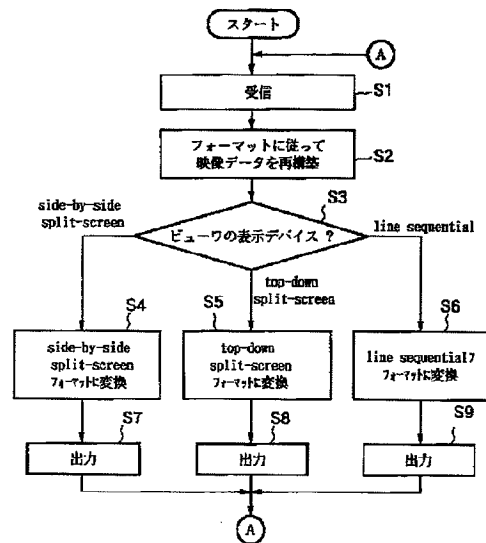 スタート
A
受信
S1
フォーマットに従って
映像データを再構築
S2
S3
ビューワの表示デバイス ?
side-by-side
split-screen
top-down
split-screen
line sequential
S4
side-by-side
split-screen
フォーマットに変換
S5
top-down
split-screen
フォーマットに変換
S6
line sequentialフ
フォーマットに変換
S7
出力
S8
出力
S9
出力
A